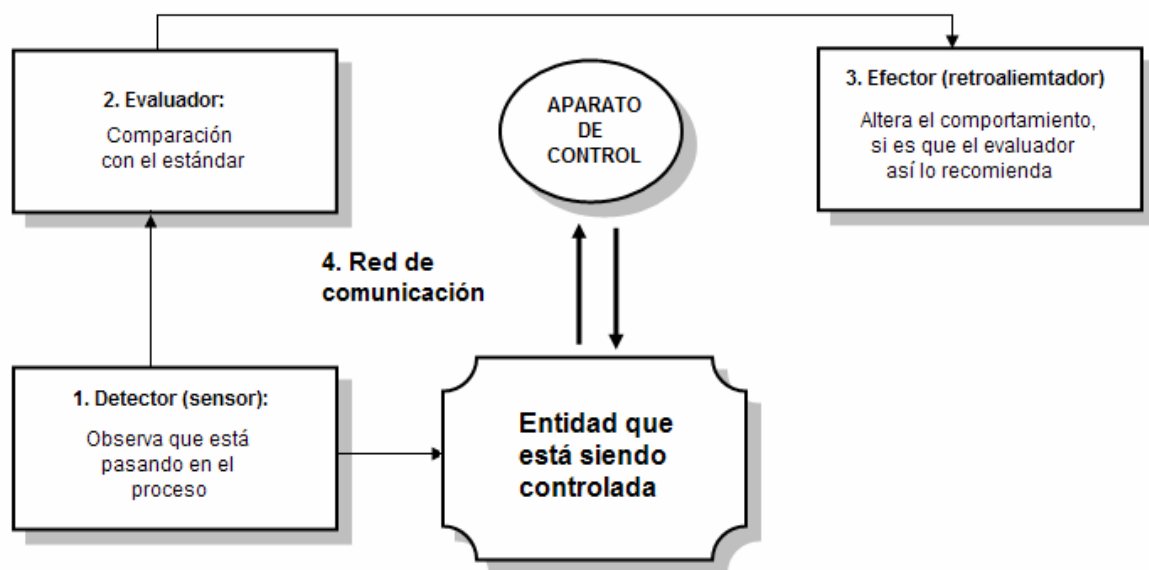 2. Evaluador:
Comparación
con el estándar
APARATO
DE
CONTROL
3. Efector (retroaliemtador)
Altera el comportamiento,
si es que el evaluador
así lo recomienda
4. Red de
comunicación
1. Detector (sensor):
Observa que está
pasando en el
proceso
Entidad que
está siendo
controlada